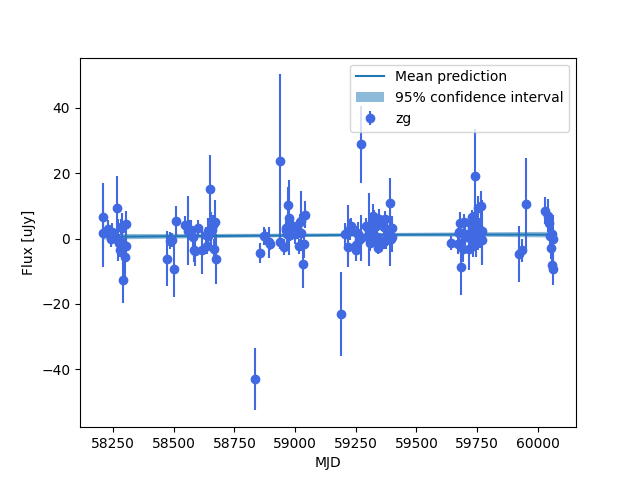 Mean prediction
95% confidence interval
zg
Flux [uJy]
40
20
0
−20
−40
58250 58500 58750 59000 59250 59500 59750 60000
MJD